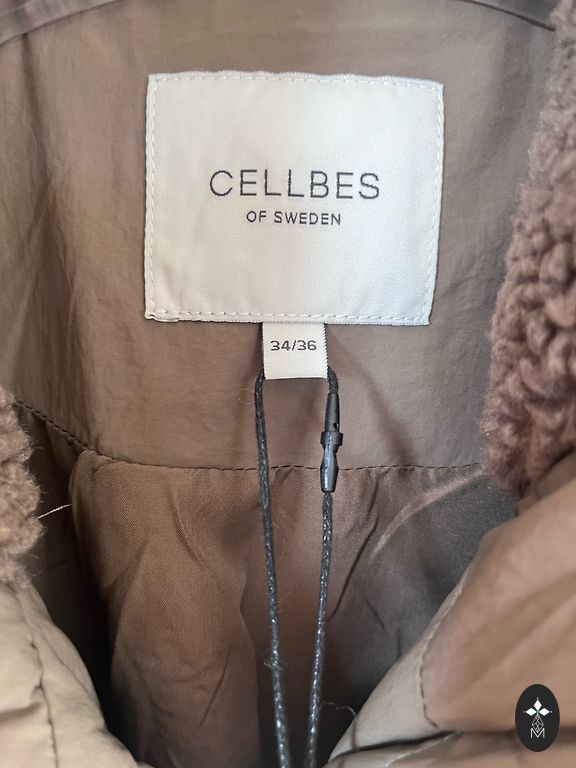 CELLBES
OF SWEDEN
34/36
M